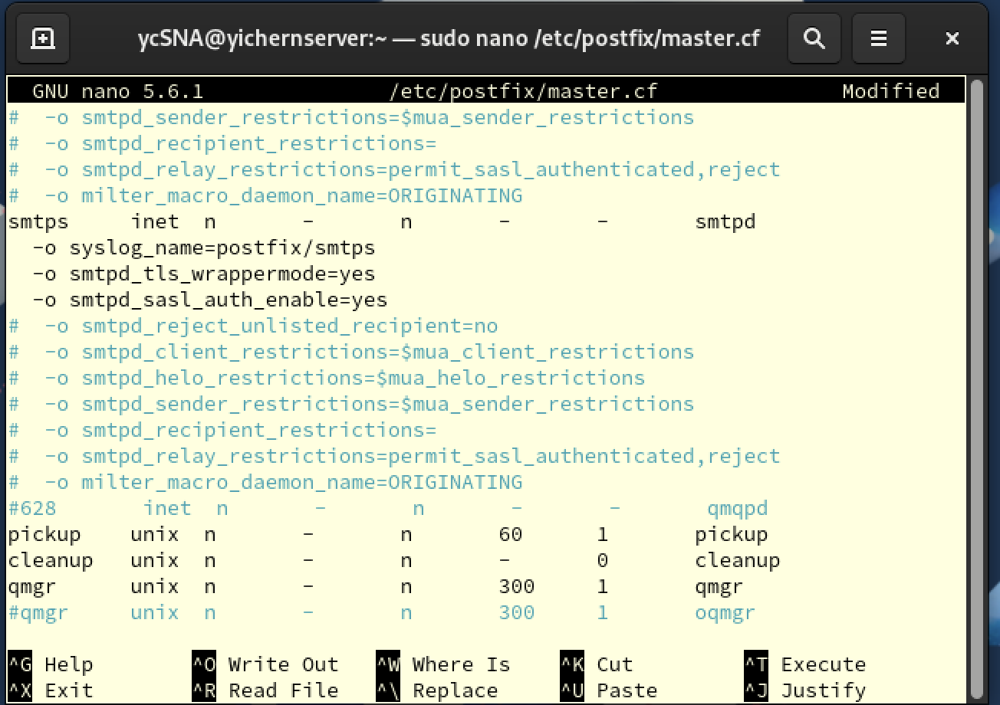 ycSNA@yichernserver:~ — sudo nano /etc/postfix/master.cf
GNU nano 5.6.1 /etc/postfix/master.cf Modified
#  -o smtpd_sender_restrictions=$mua_sender_restrictions
#  -o smtpd_recipient_restrictions=
#  -o smtpd_relay_restrictions=permit_sasl_authenticated,reject
#  -o milter_macro_daemon_name=ORIGINATING
smtps     inet  n       -       n       -       -       smtpd
  -o syslog_name=postfix/smtps
  -o smtpd_tls_wrappermode=yes
  -o smtpd_sasl_auth_enable=yes
#  -o smtpd_reject_unlisted_recipient=no
#  -o smtpd_client_restrictions=$mua_client_restrictions
#  -o smtpd_helo_restrictions=$mua_helo_restrictions
#  -o smtpd_sender_restrictions=$mua_sender_restrictions
#  -o smtpd_recipient_restrictions=
#  -o smtpd_relay_restrictions=permit_sasl_authenticated,reject
#  -o milter_macro_daemon_name=ORIGINATING
#628       inet  n       -       n       -       -       qmqpd
pickup    unix  n       -       n       60      1       pickup
cleanup   unix  n       -       n       -       0       cleanup
qmgr      unix  n       -       n       300     1       qmgr
#qmgr     unix  n       -       n       300     1       oqmgr
^G Help ^O Write Out ^W Where Is ^K Cut ^T Execute
^X Exit ^R Read File ^\ Replace ^U Paste ^J Justify